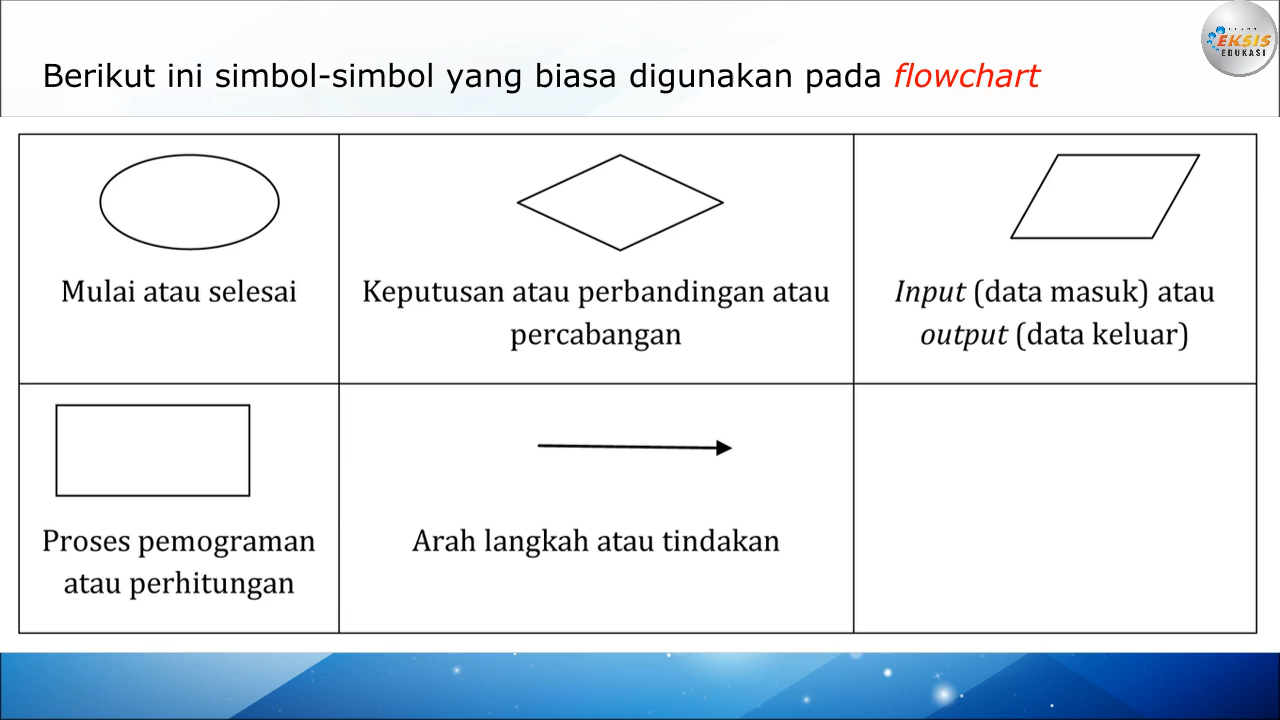 Berikut ini simbol-simbol yang biasa digunakan pada flowchart
EKSIS
EDUKASI
Mulai atau selesai
Keputusan atau perbandingan atau
percabangan
Input (data masuk) atau
output (data keluar)
Proses pemograman
atau perhitungan
Arah langkah atau tindakan